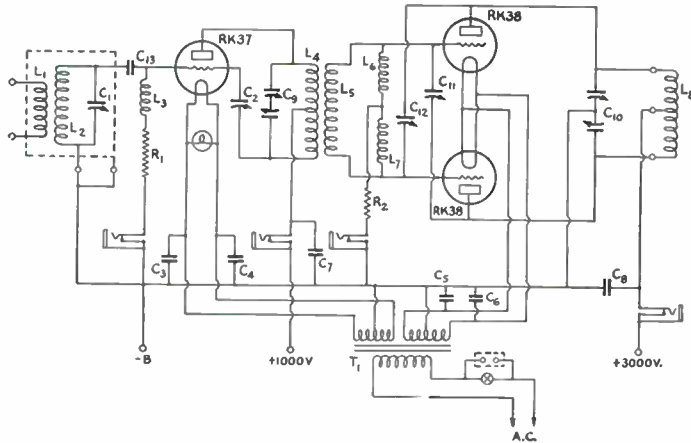 RK37
RK38
L1
L2
C1
C13
L3
R1
C2
C9
L4
L5
L6
L7
C12
C11
R2
RK38
C10
L8
C3
C4
C7
C5
C6
C8
-B
+1000V
T1
+3000V.
A.C.